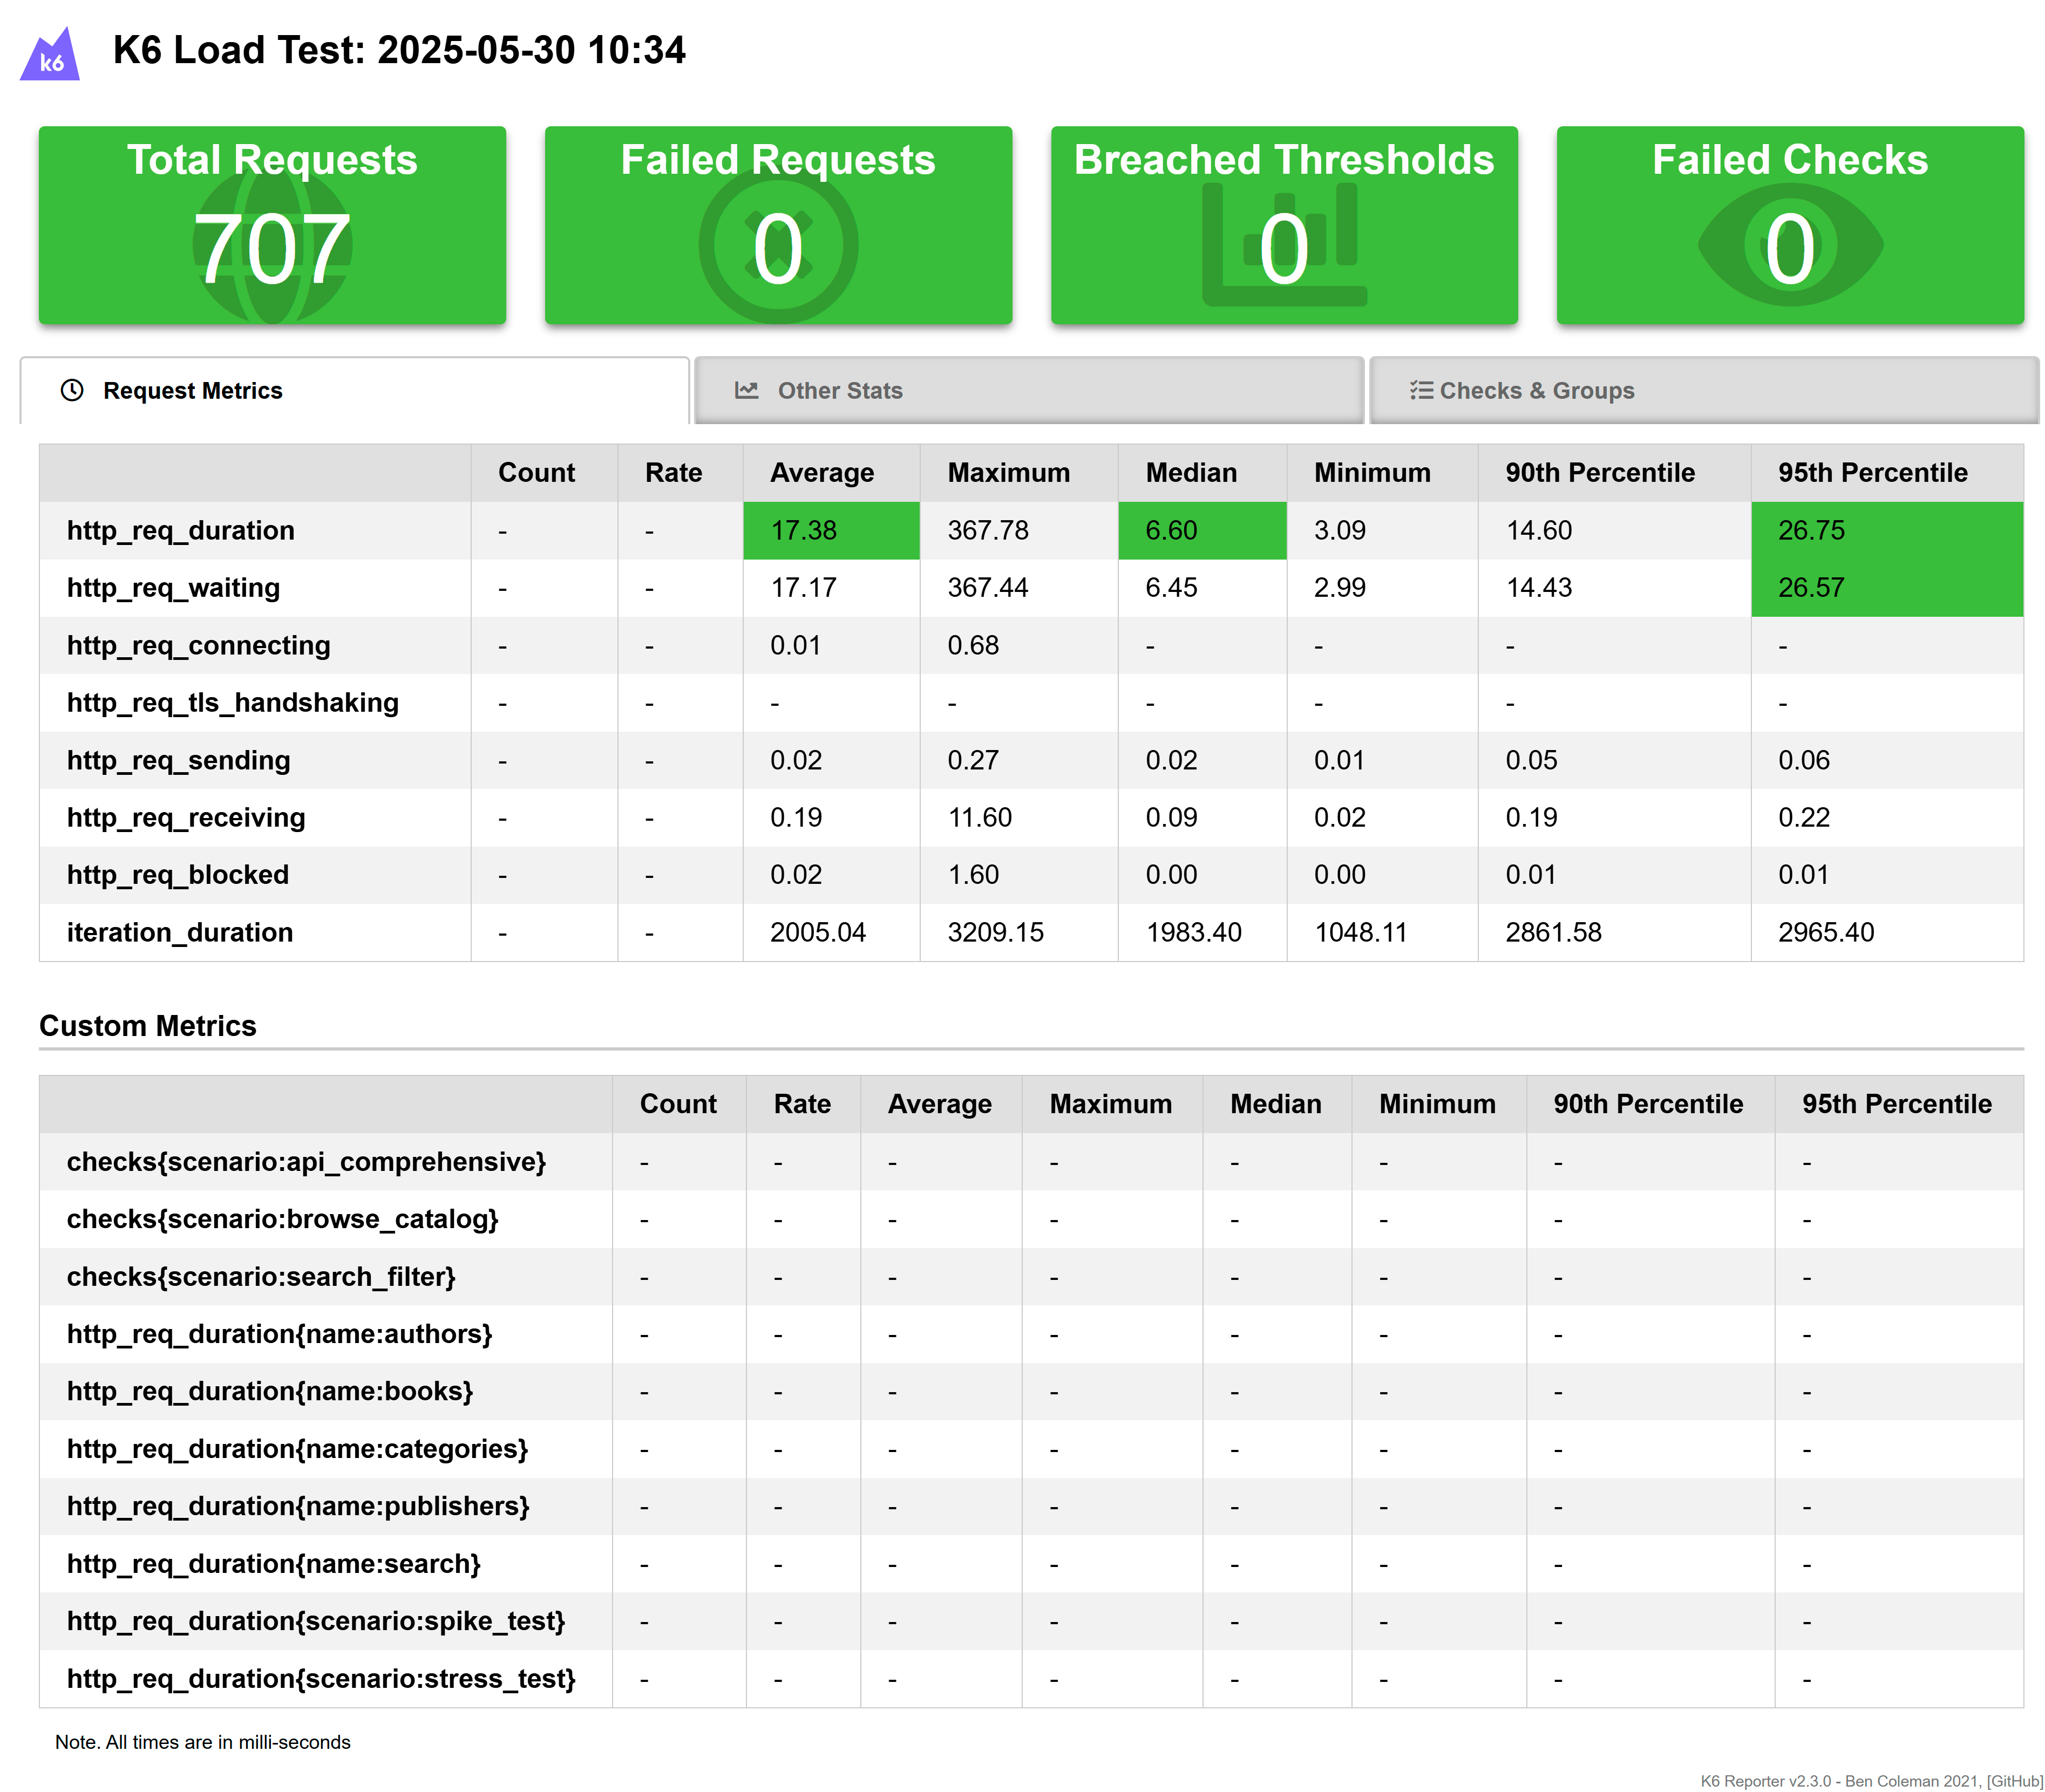 k6
K6 Load Test: 2025-05-30 10:34
Total Requests
707
Failed Requests
0
Breached Thresholds
0
Failed Checks
0
Request Metrics
Other Stats
Checks & Groups
Count Rate Average Maximum Median Minimum 90th Percentile 95th Percentile
http_req_duration - - 17.38 367.78 6.60 3.09 14.60 26.75
http_req_waiting - - 17.17 367.44 6.45 2.99 14.43 26.57
http_req_connecting - - 0.01 0.68 - - - -
http_req_tls_handshaking - - - - - - - -
http_req_sending - - 0.02 0.27 0.02 0.01 0.05 0.06
http_req_receiving - - 0.19 11.60 0.09 0.02 0.19 0.22
http_req_blocked - - 0.02 1.60 0.00 0.00 0.01 0.01
iteration_duration - - 2005.04 3209.15 1983.40 1048.11 2861.58 2965.40
Custom Metrics
Count Rate Average Maximum Median Minimum 90th Percentile 95th Percentile
checks{scenario:api_comprehensive} - - - - - - - -
checks{scenario:browse_catalog} - - - - - - - -
checks{scenario:search_filter} - - - - - - - -
http_req_duration{name:authors} - - - - - - - -
http_req_duration{name:books} - - - - - - - -
http_req_duration{name:categories} - - - - - - - -
http_req_duration{name:publishers} - - - - - - - -
http_req_duration{name:search} - - - - - - - -
http_req_duration{scenario:spike_test} - - - - - - - -
http_req_duration{scenario:stress_test} - - - - - - - -
Note. All times are in milli-seconds
K6 Reporter v2.3.0 - Ben Coleman 2021, [GitHub]